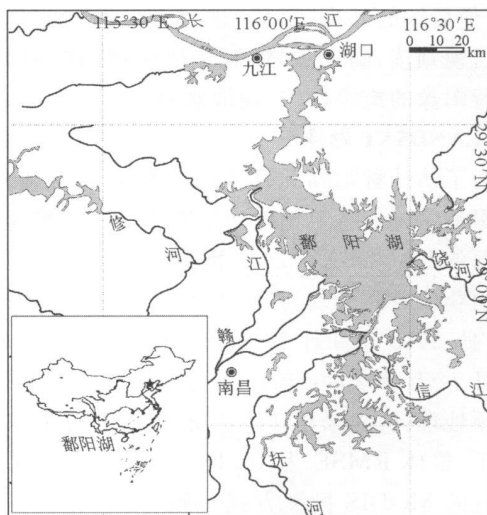 115°30′E
116°00′E
116°30′E
长
江
湖口
九江
0 10 20
km
29°30′N
修
河
鄱阳湖
江
饶
河
29°00′N
赣
南昌
信
江
抚
河
鄱阳湖